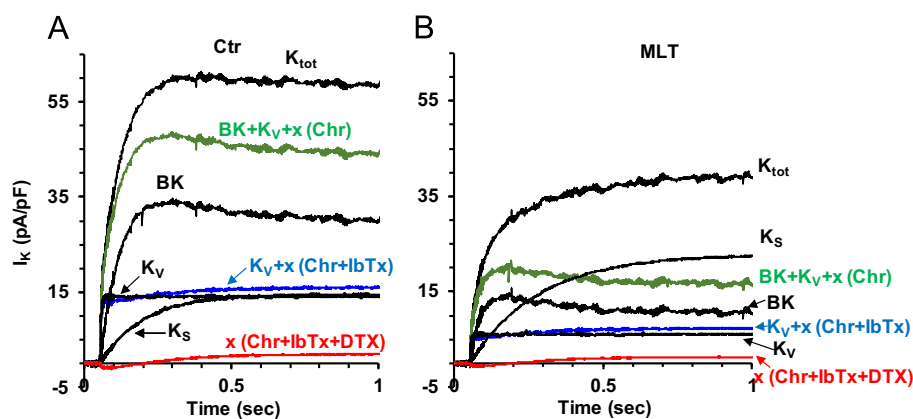 A
Ctr
K_tot
BK+K_V+x (Chr)
BK
K_V
K_V+x (Chr+IbTx)
K_S
x (Chr+IbTx+DTX)
I_K (pA/pF)
55
35
15
-5
0
0.5
1
Time (sec)
B
MLT
K_tot
K_S
BK+K_V+x (Chr)
BK
K_V+x (Chr+IbTx)
K_V
x (Chr+IbTx+DTX)
55
35
15
-5
0
0.5
1
Time (sec)